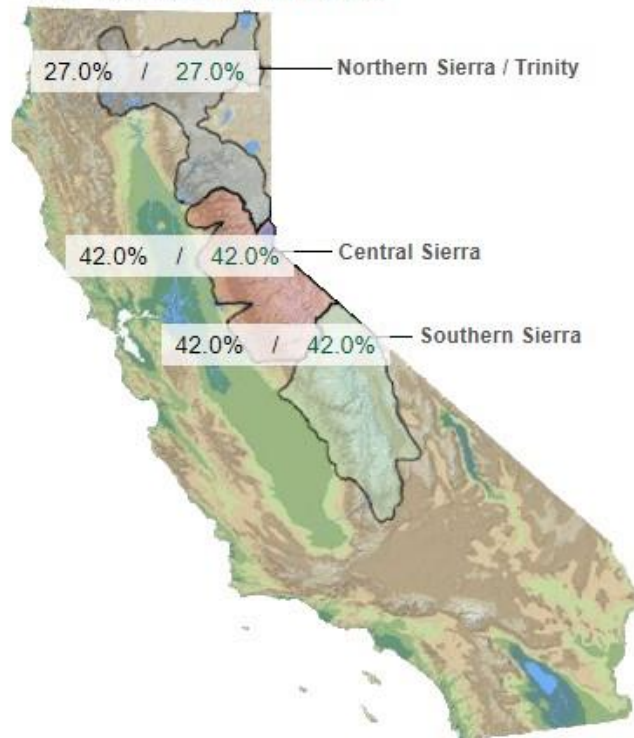 27.0% / 27.0% Northern Sierra / Trinity
42.0% / 42.0% Central Sierra
42.0% / 42.0% Southern Sierra